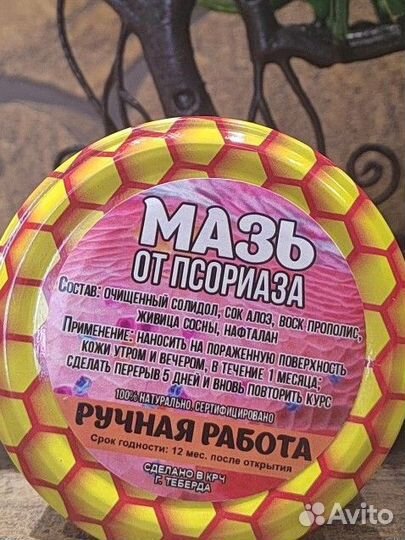 МАЗЬ
ОТ ПСОРИАЗА
СОСТАВ: ОЧИЩЕННЫЙ СОЛИДОЛ, СОК АЛОЭ, ВОСК ПРОПОЛИС,
ЖИВИЦА СОСНЫ, НАФТАЛАН
ПРИМЕНЕНИЕ: НАНОСИТЬ НА ПОРАЖЕННУЮ ПОВЕРХНОСТЬ
КОЖИ УТРОМ И ВЕЧЕРОМ, В ТЕЧЕНИЕ 1 МЕСЯЦА;
СДЕЛАТЬ ПЕРЕРЫВ 5 ДНЕЙ И ВНОВЬ ПОВТОРИТЬ КУРС
100% НАТУРАЛЬНО. СЕРТИФИЦИРОВАНО
РУЧНАЯ РАБОТА
Срок годности: 12 мес. после открытия
СДЕЛАНО В КРЧ
Г. ТЕБЕРДА
Avito